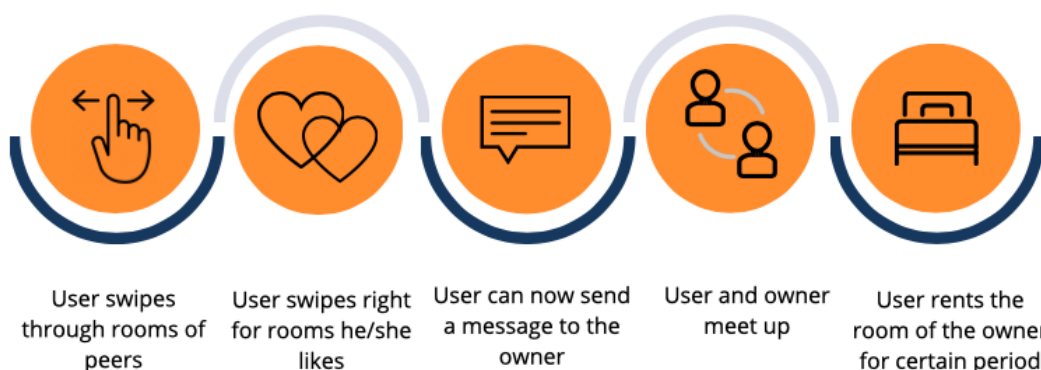 User swipes
through rooms of
peers
User swipes right
for rooms he/she
likes
User can now send
a message to the
owner
User and owner
meet up
User rents the
room of the owner
for certain period